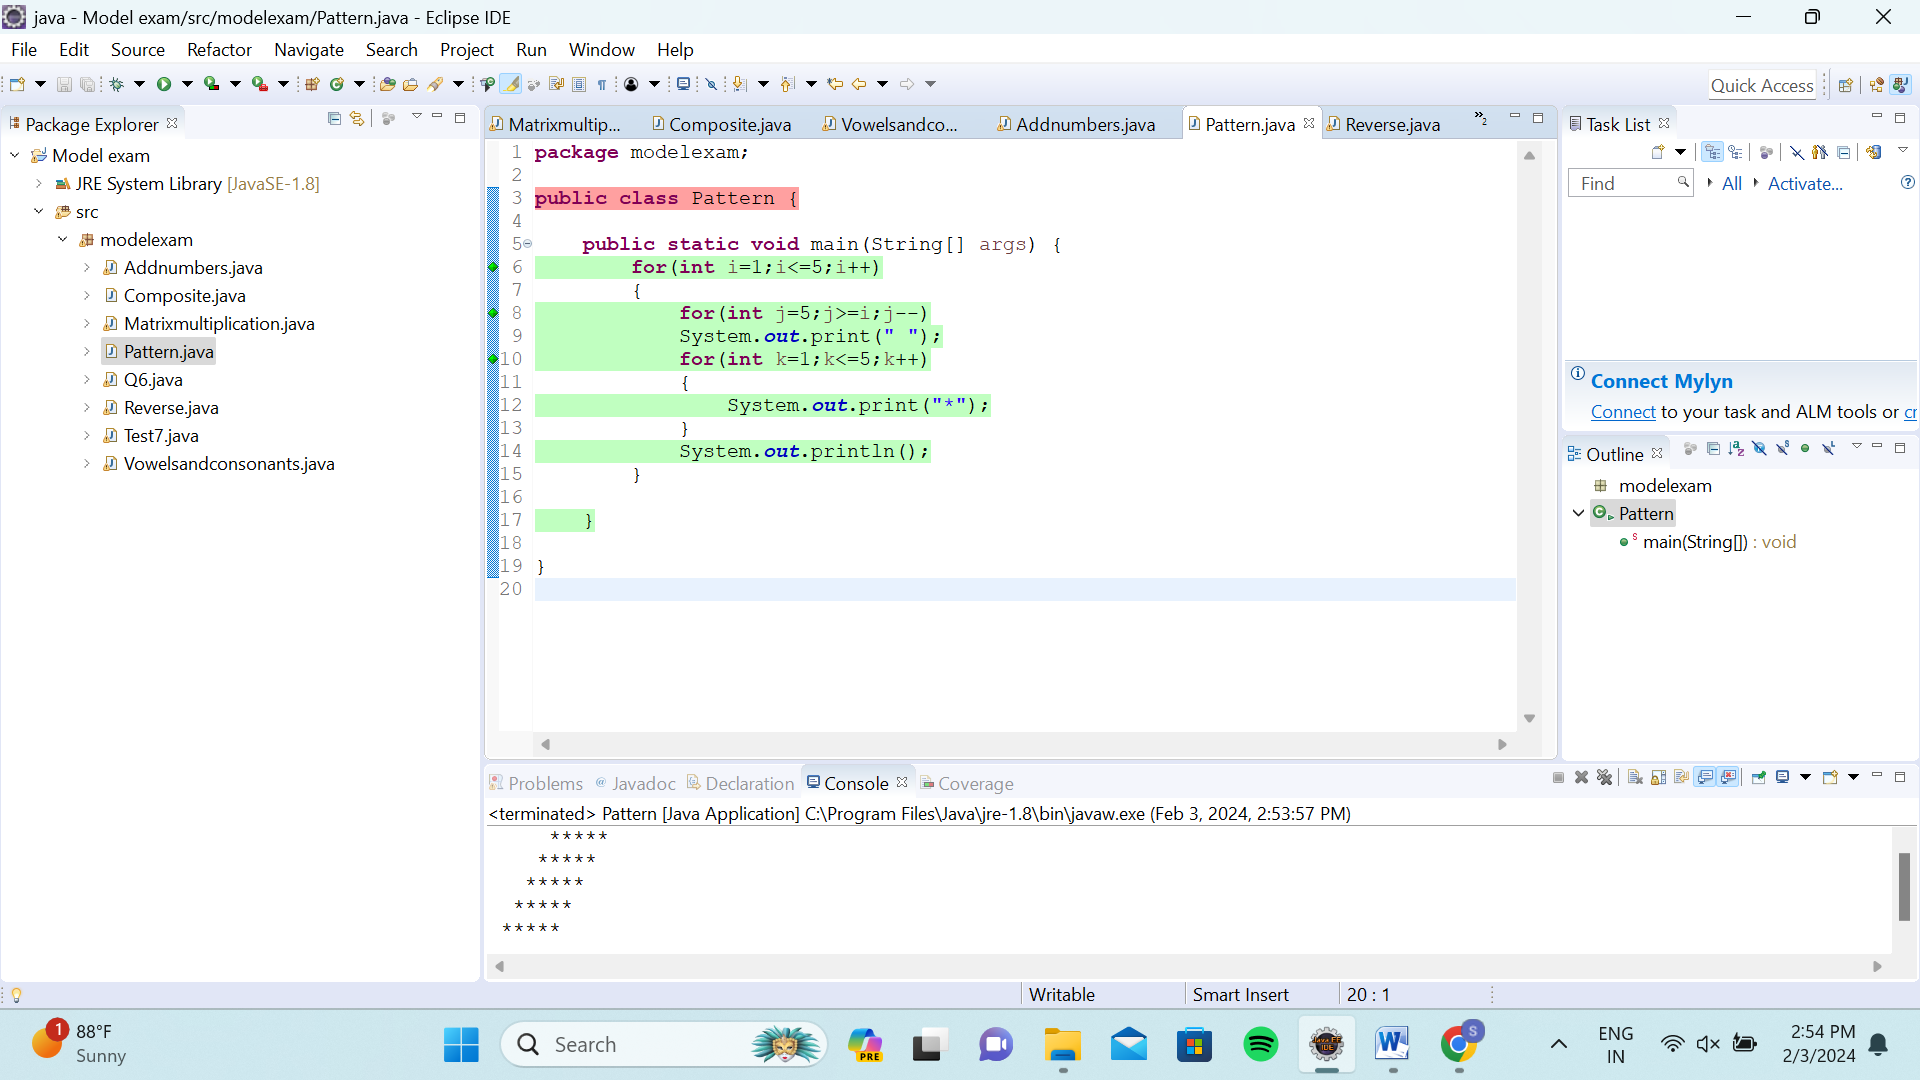 java - Model exam/src/modelexam/Pattern.java - Eclipse IDE
File Edit Source Refactor Navigate Search Project Run Window Help
Quick Access
Package Explorer
Model exam
JRE System Library [JavaSE-1.8]
src
modelexam
Addnumbers.java
Composite.java
Matrixmultiplication.java
Pattern.java
Q6.java
Reverse.java
Test7.java
Vowelsandconsonants.java
Matrixmultip... Composite.java Vowelsandco... Addnumbers.java Pattern.java Reverse.java »2
1 package modelexam;
2
3 public class Pattern {
4
5 public static void main(String[] args) {
6 for(int i=1;i<=5;i++)
7 {
8 for(int j=5;j>=i;j--)
9 System.out.print(" ");
10 for(int k=1;k<=5;k++)
11 {
12 System.out.print("*");
13 }
14 System.out.println();
15 }
16
17 }
18
19 }
20
Task List
Find All Activate...
Connect Mylyn
Connect to your task and ALM tools or cr
Outline
modelexam
Pattern
main(String[]) : void
Problems @ Javadoc Declaration Console Coverage
<terminated> Pattern [Java Application] C:\Program Files\Java\jre-1.8\bin\javaw.exe (Feb 3, 2024, 2:53:57 PM)
*****
*****
*****
*****
*****
Writable Smart Insert 20 : 1
1
88°F
Sunny
Search
PRE
Java EE
IDE
W
S
ENG
IN
2:54 PM
2/3/2024